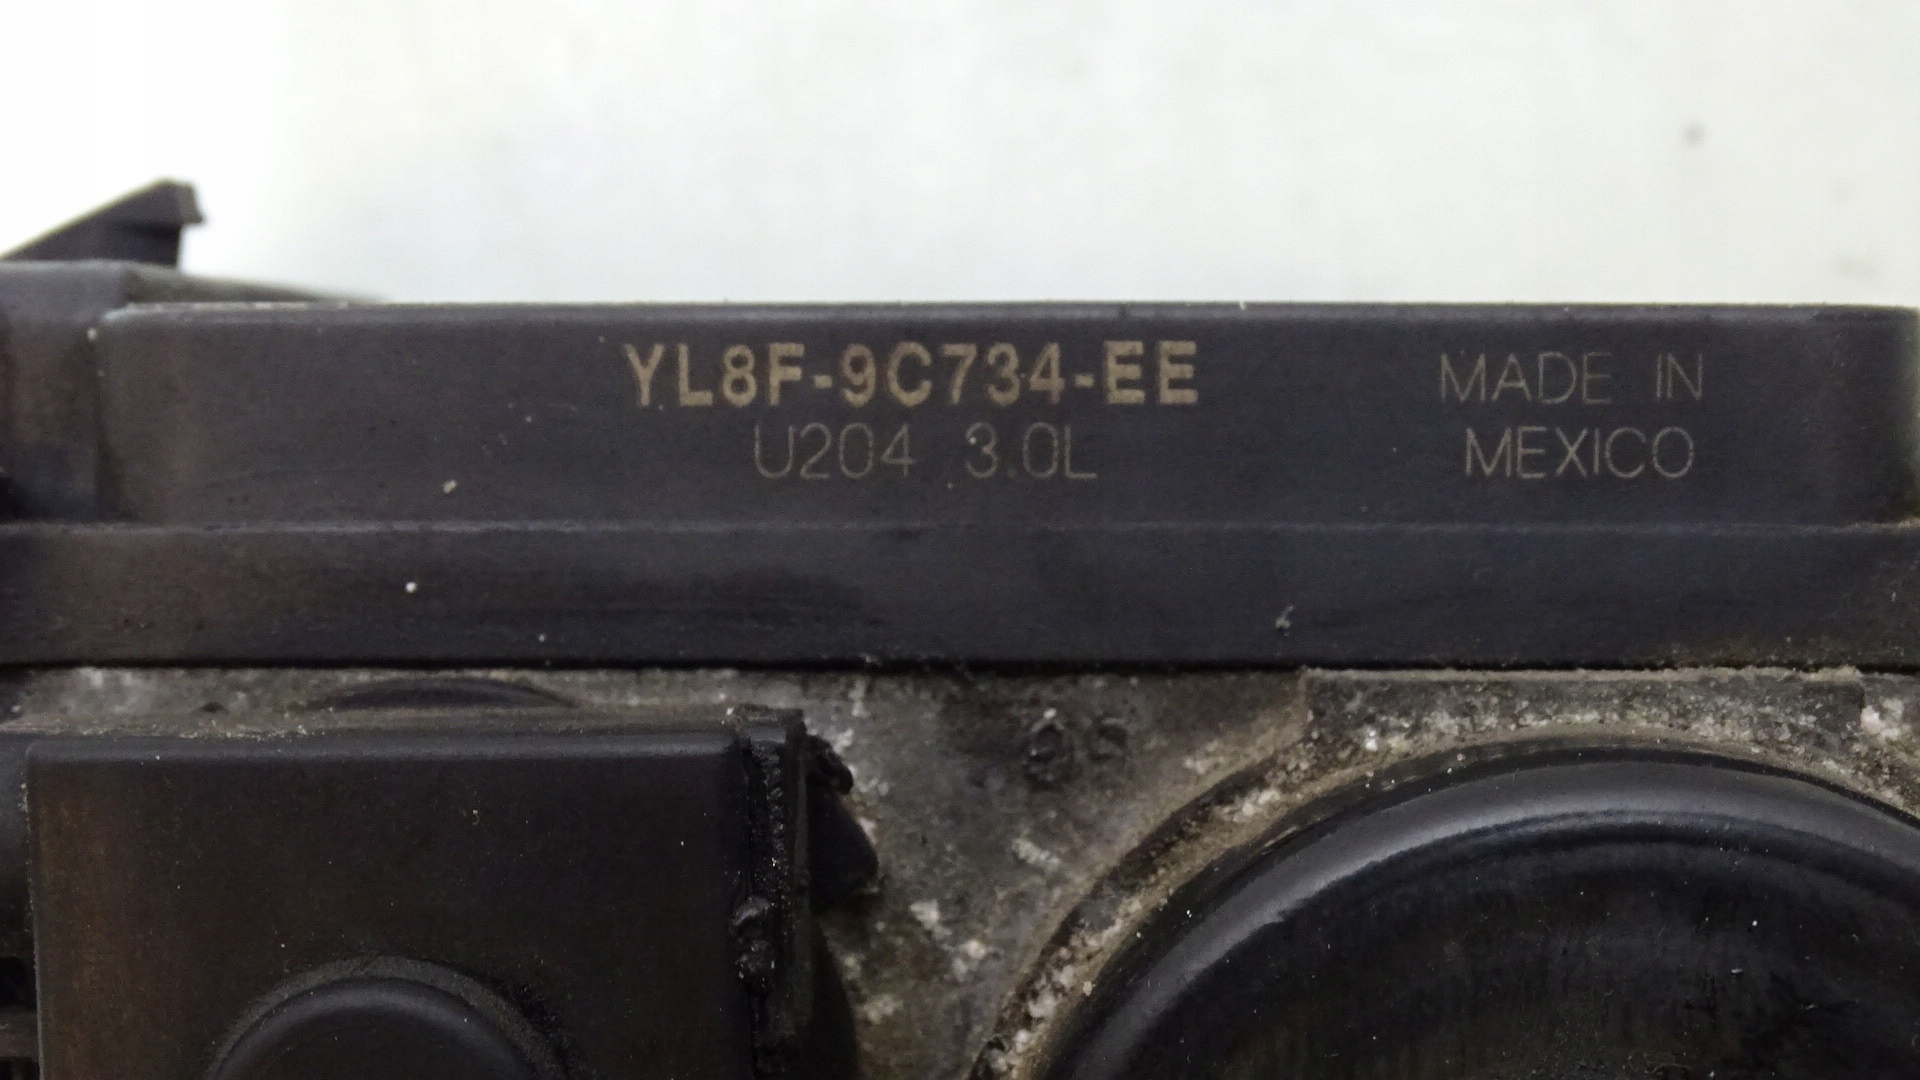 YL8F-9C734-EE
U204 3.0L
MADE IN
MEXICO